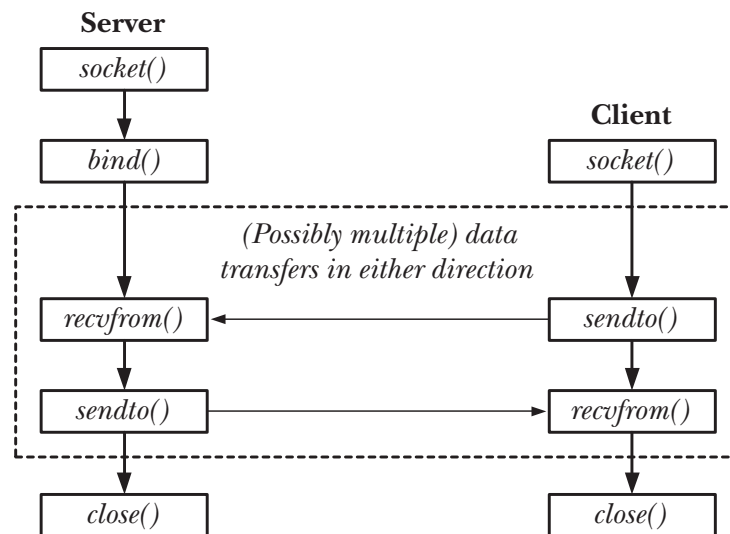 Server
socket()
Client
bind()
socket()
(Possibly multiple) data
transfers in either direction
recvfrom()
sendto()
sendto()
recvfrom()
close()
close()